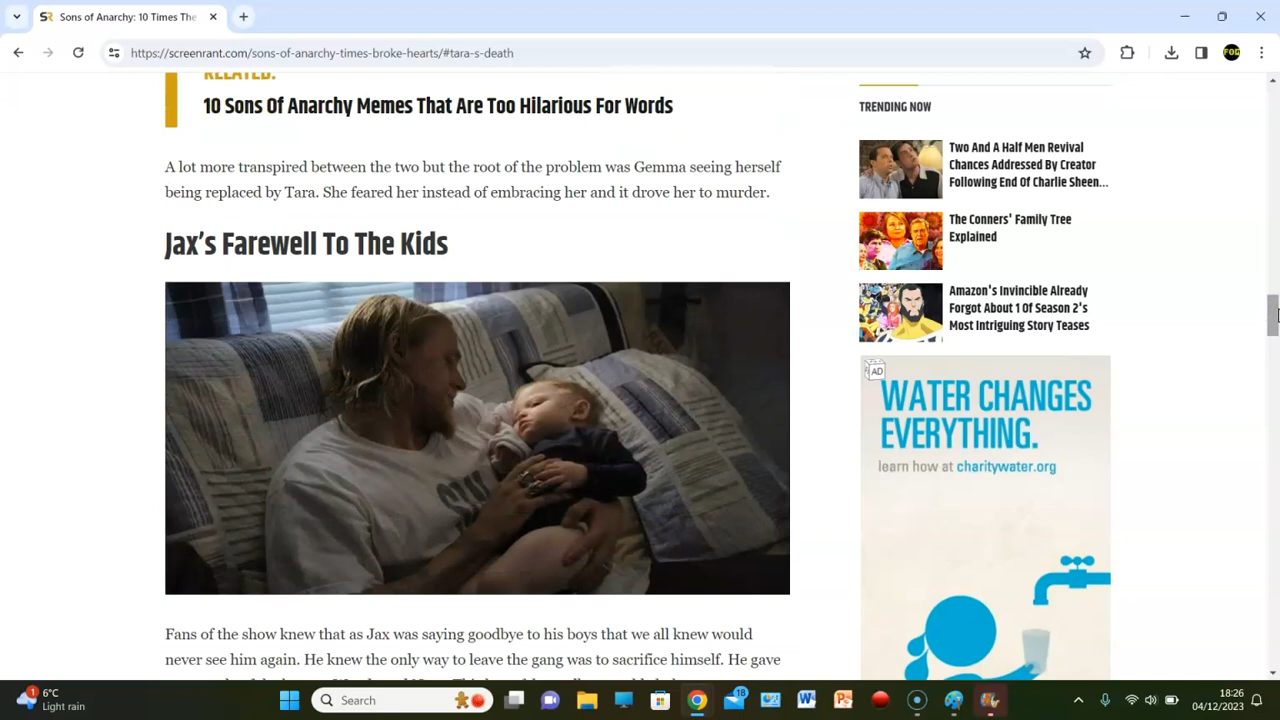 Sons of Anarchy: 10 Times The
https://screenrant.com/sons-of-anarchy-times-broke-hearts/#tara-s-death
FOG
RELATED:
10 Sons Of Anarchy Memes That Are Too Hilarious For Words
A lot more transpired between the two but the root of the problem was Gemma seeing herself
being replaced by Tara. She feared her instead of embracing her and it drove her to murder.
Jax's Farewell To The Kids
Fans of the show knew that as Jax was saying goodbye to his boys that we all knew would
never see him again. He knew the only way to leave the gang was to sacrifice himself. He gave
TRENDING NOW
Two And A Half Men Revival
Chances Addressed By Creator
Following End Of Charlie Sheen...
The Conners' Family Tree
Explained
Amazon's Invincible Already
Forgot About 1 Of Season 2's
Most Intriguing Story Teases
AD
WATER CHANGES
EVERYTHING.
learn how at charitywater.org
1
6°C
Light rain
Search
18
18:26
04/12/2023